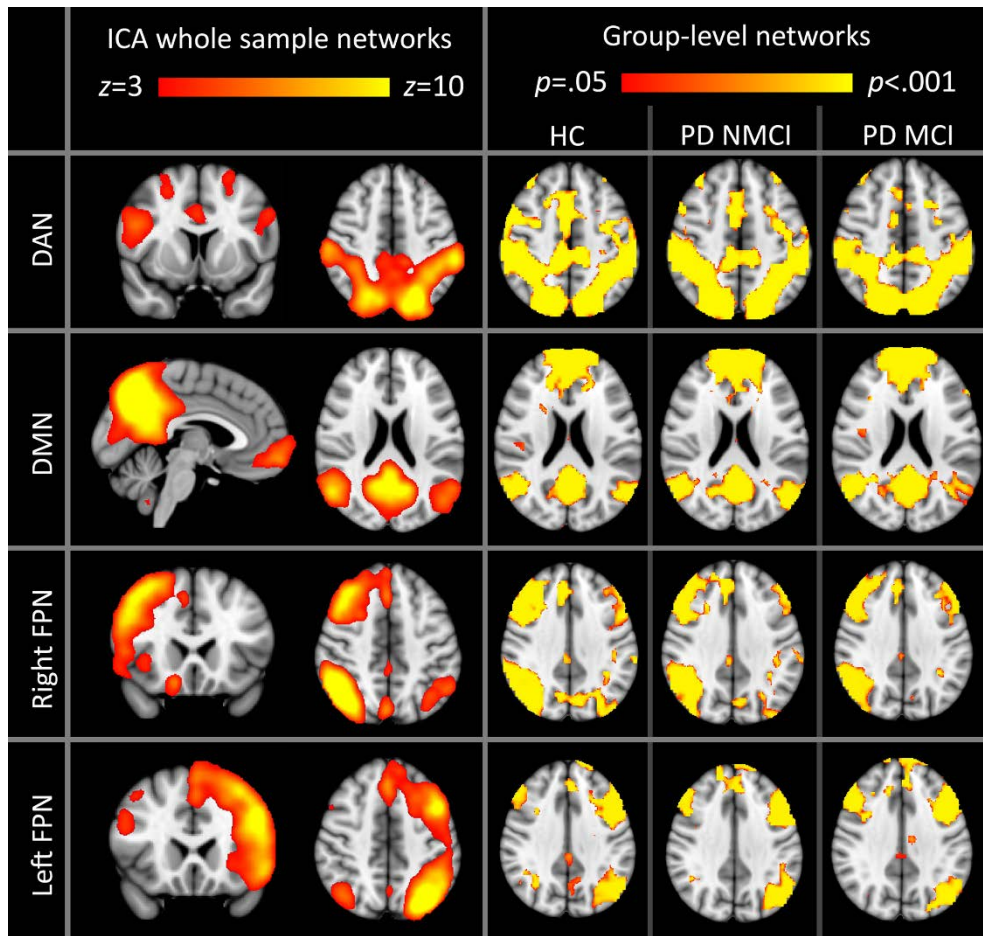 ICA whole sample networks
z=3 z=10
Group-level networks
p=.05 p<.001
HC PD NMCI PD MCI
DAN
DMN
Right FPN
Left FPN